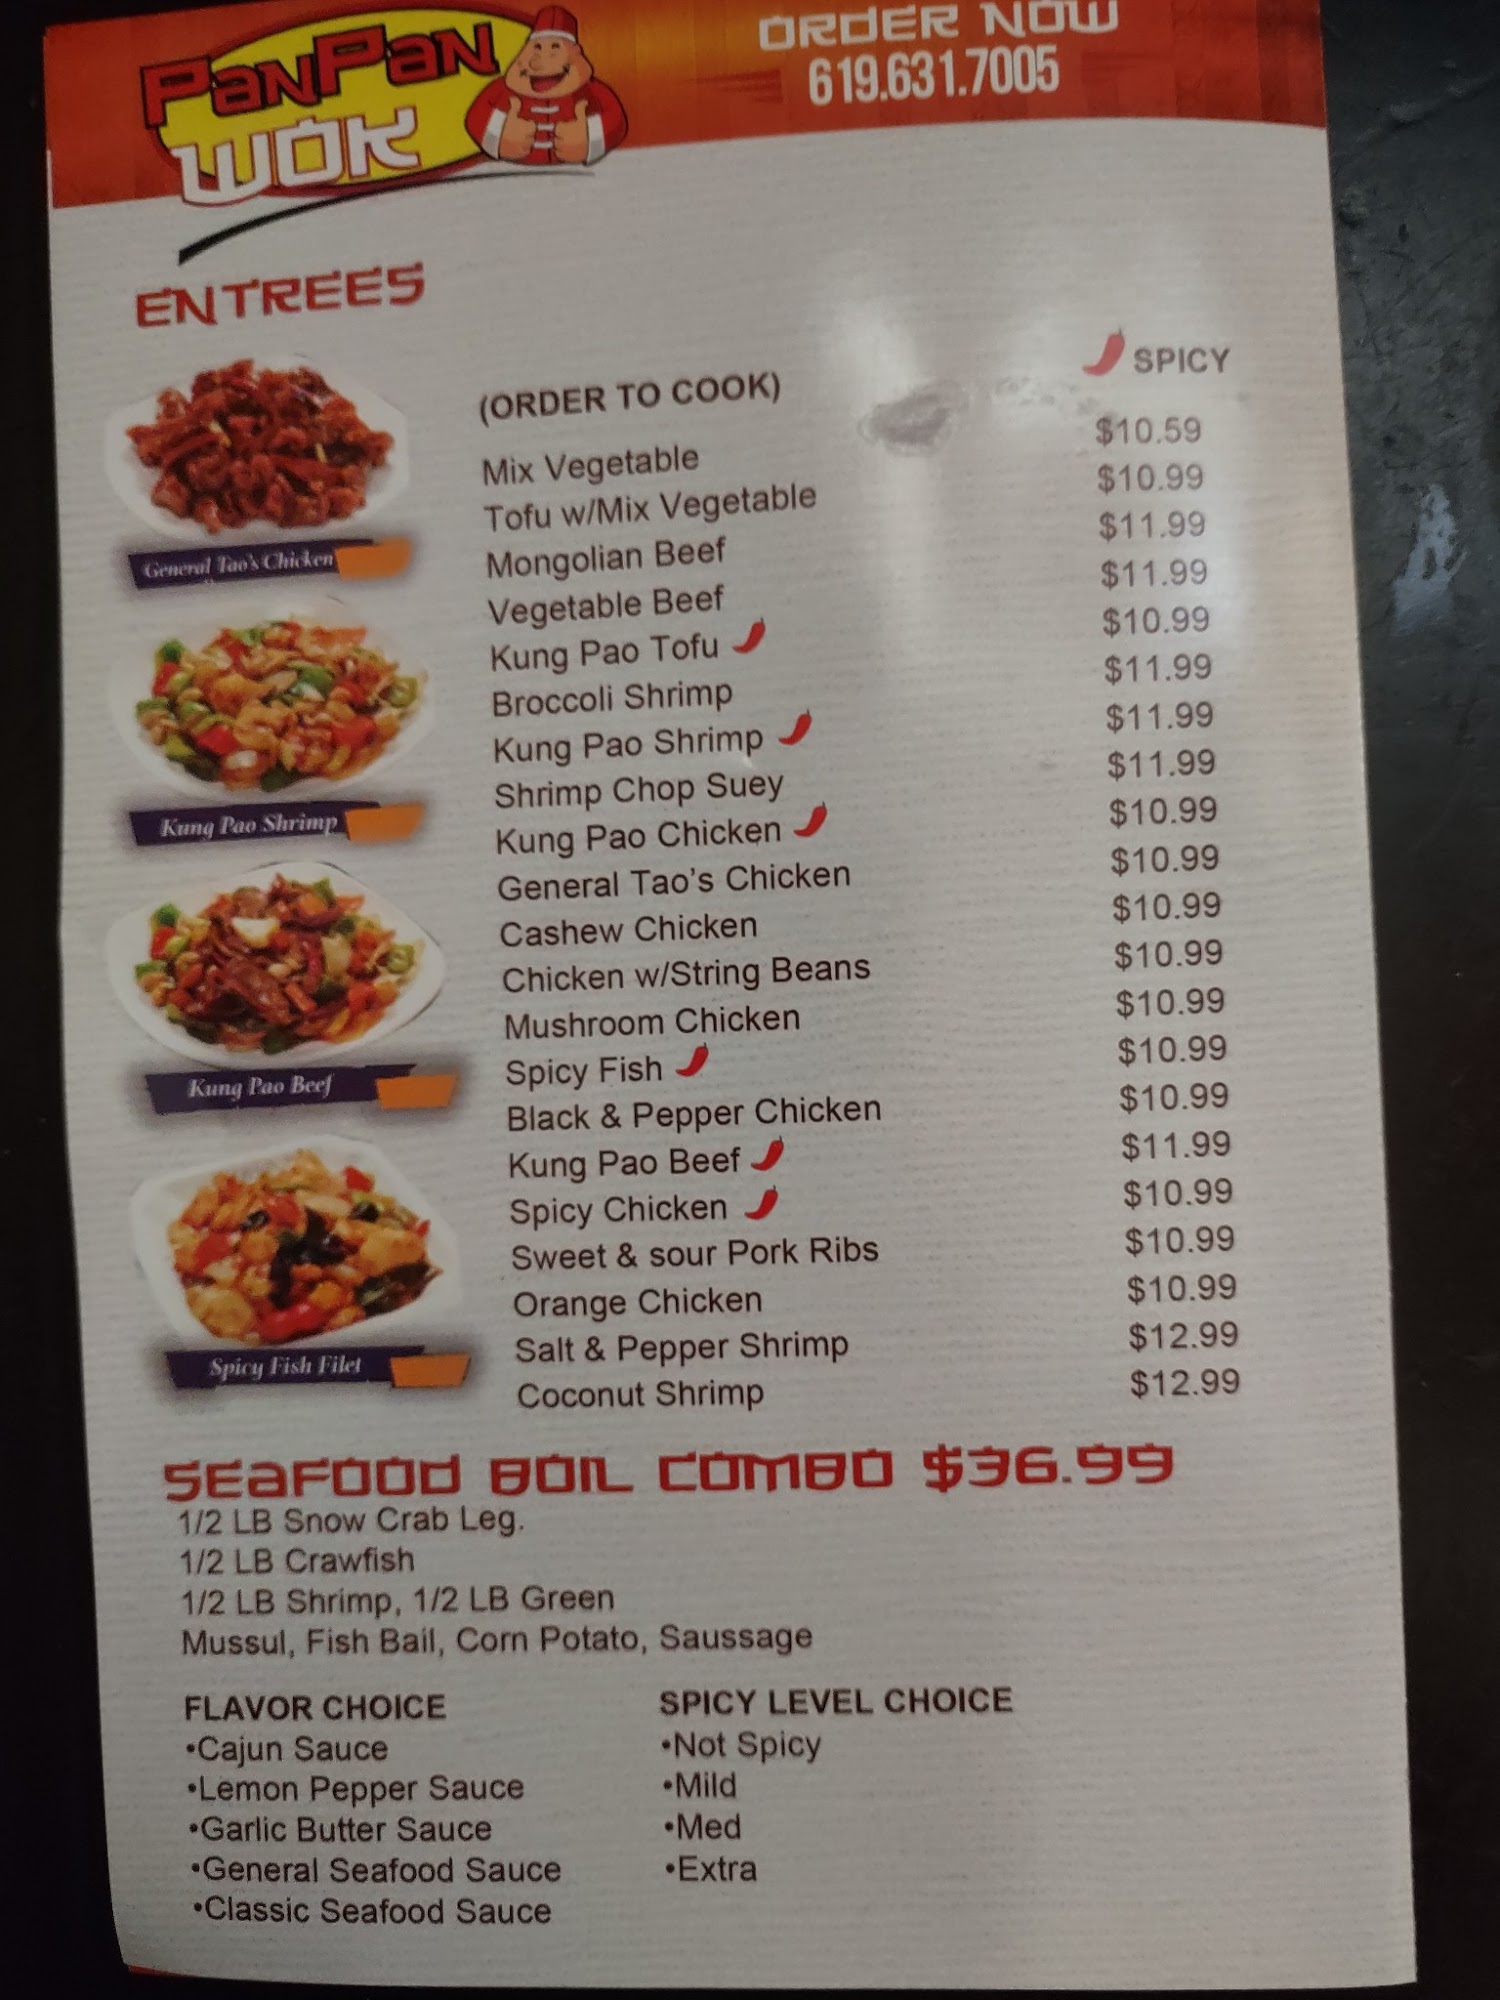 PANPAN
WOK
ORDER NOW
619.631.7005
ENTREES
(ORDER TO COOK) SPICY
Mix Vegetable $10.59
Tofu w/Mix Vegetable $10.99
Mongolian Beef $11.99
Vegetable Beef $11.99
Kung Pao Tofu $10.99
Broccoli Shrimp $11.99
Kung Pao Shrimp $11.99
Shrimp Chop Suey $11.99
Kung Pao Chicken $10.99
General Tao's Chicken $10.99
Cashew Chicken $10.99
Chicken w/String Beans $10.99
Mushroom Chicken $10.99
Spicy Fish $10.99
Black & Pepper Chicken $10.99
Kung Pao Beef $11.99
Spicy Chicken $10.99
Sweet & sour Pork Ribs $10.99
Orange Chicken $10.99
Salt & Pepper Shrimp $12.99
Coconut Shrimp $12.99
General Tao's Chicken
Kung Pao Shrimp
Kung Pao Beef
Spicy Fish Filet
SEAFOOD BOIL COMBO $36.99
1/2 LB Snow Crab Leg.
1/2 LB Crawfish
1/2 LB Shrimp, 1/2 LB Green
Mussul, Fish Bail, Corn Potato, Saussage
FLAVOR CHOICE
•Cajun Sauce
•Lemon Pepper Sauce
•Garlic Butter Sauce
•General Seafood Sauce
•Classic Seafood Sauce
SPICY LEVEL CHOICE
•Not Spicy
•Mild
•Med
•Extra